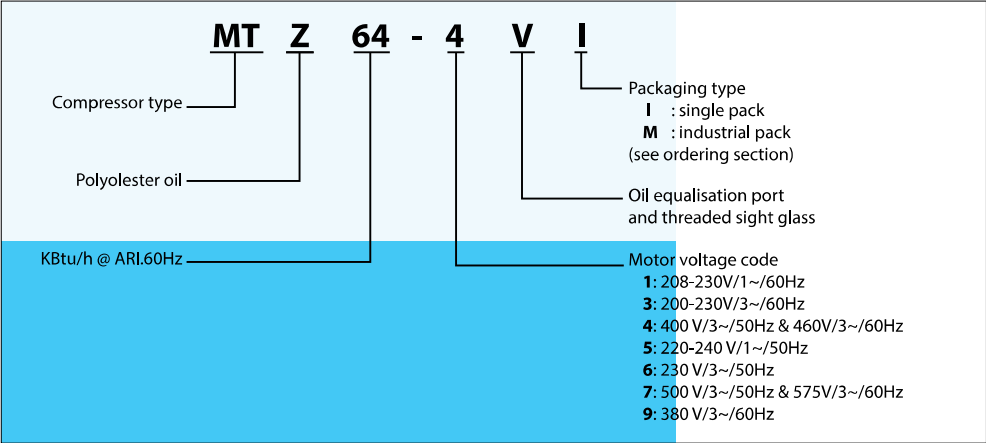 MT Z 64 - 4 V I
Compressor type
Polyolester oil
KBtu/h @ ARI.60Hz
Packaging type
I : single pack
M : industrial pack
(see ordering section)
Oil equalisation port
and threaded sight glass
Motor voltage code
1: 208-230V/1~/60Hz
3: 200-230V/3~/60Hz
4: 400 V/3~/50Hz & 460V/3~/60Hz
5: 220-240 V/1~/50Hz
6: 230 V/3~/50Hz
7: 500 V/3~/50Hz & 575V/3~/60Hz
9: 380 V/3~/60Hz